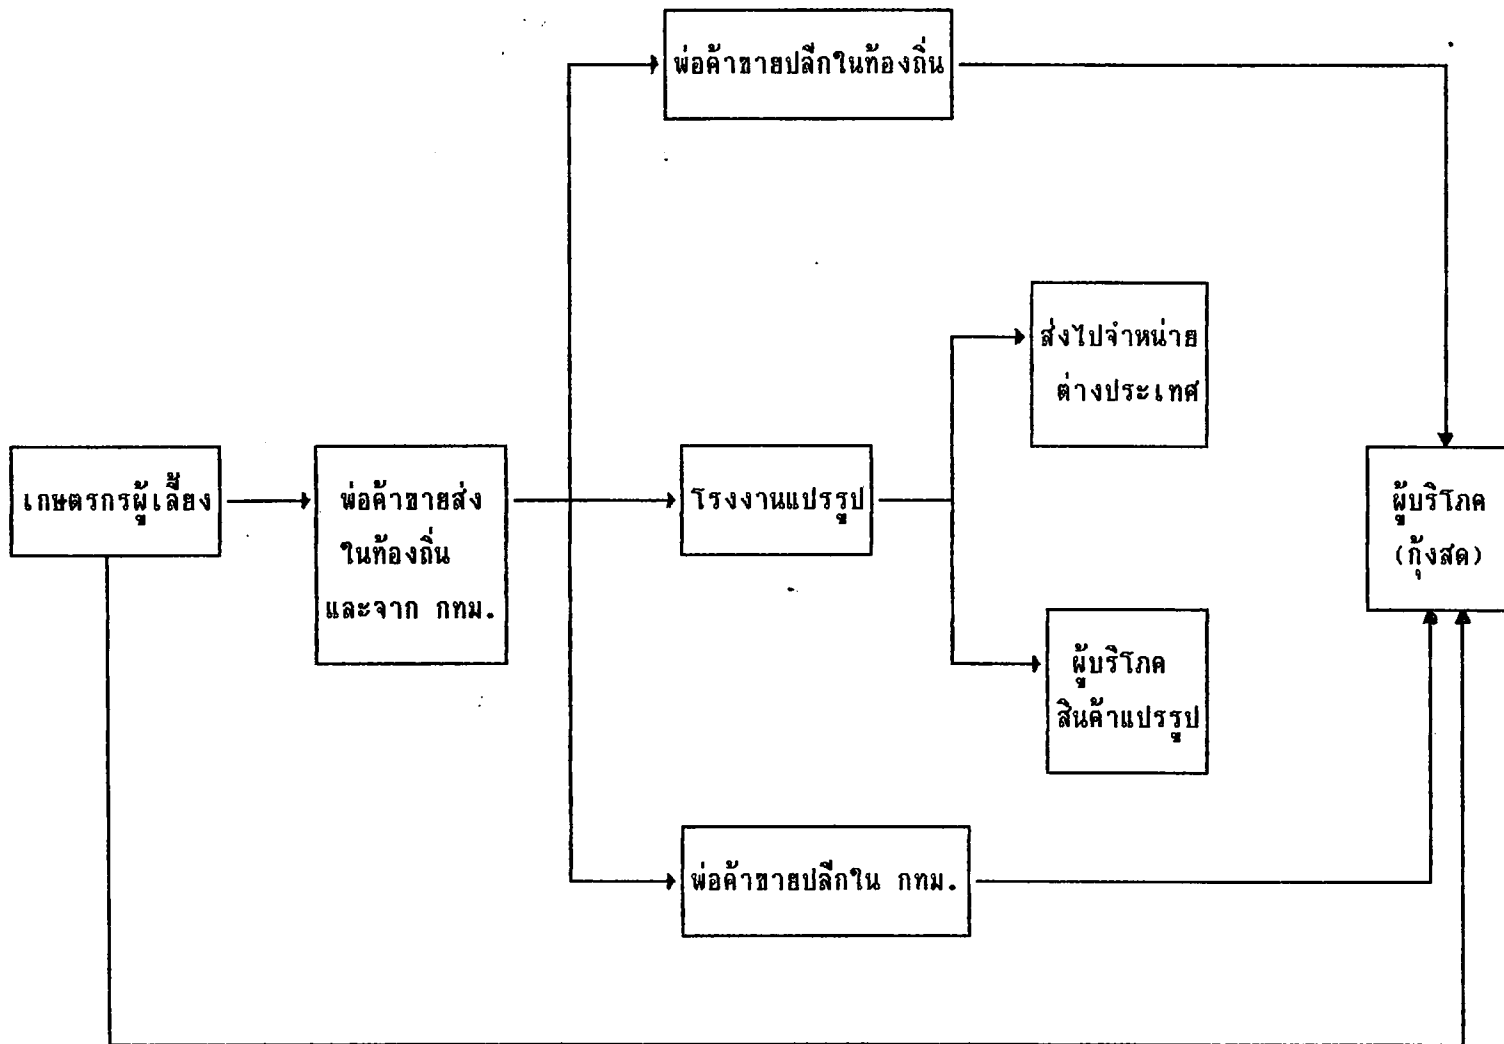 พ่อค้าขายปลีกในท้องถิ่น
ส่งไปจำหน่าย
ต่างประเทศ
เกษตรกรผู้เลี้ยง
พ่อค้าขายส่ง
ในท้องถิ่น
และจาก กทม.
โรงงานแปรรูป
ผู้บริโภค
(กุ้งสด)
ผู้บริโภค
สินค้าแปรรูป
พ่อค้าขายปลีกใน กทม.